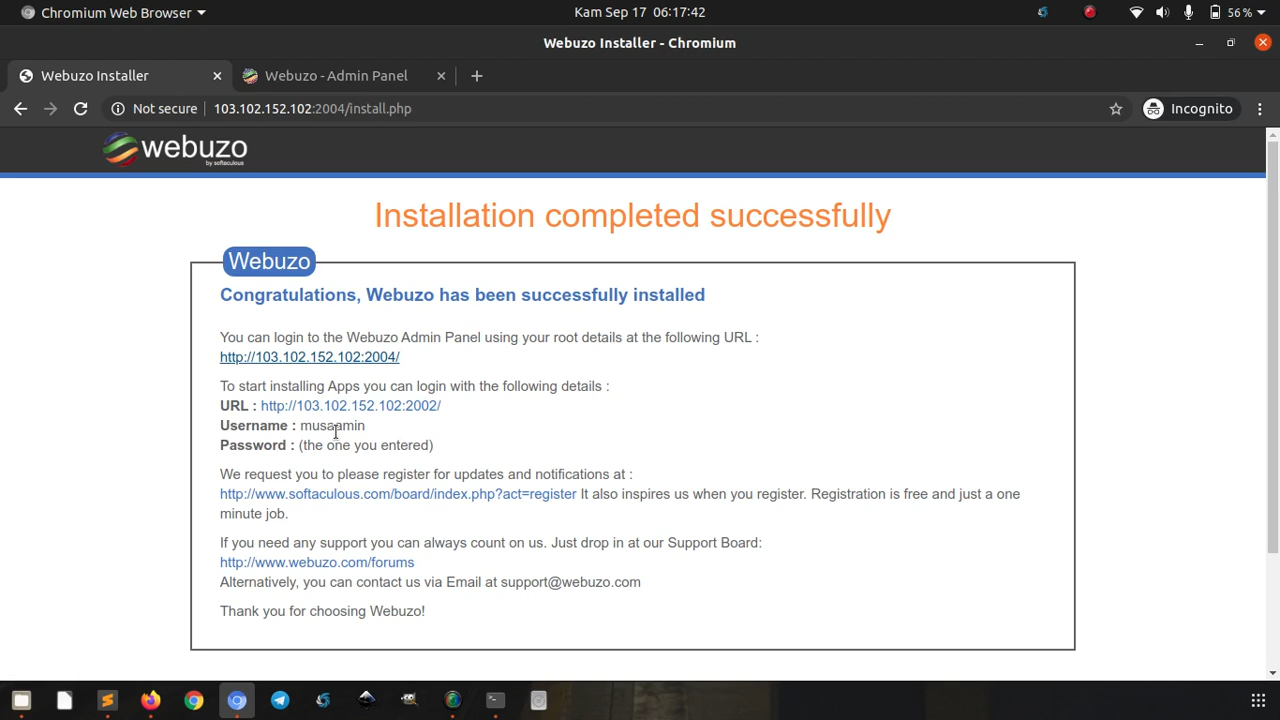 Chromium Web Browser
Kam Sep 17 06:17:42
56 %
Webuzo Installer - Chromium
Webuzo Installer
Webuzo - Admin Panel
Not secure
103.102.152.102:2004/install.php
Incognito
webuzo
by softaculous
Installation completed successfully
Webuzo
Congratulations, Webuzo has been successfully installed
You can login to the Webuzo Admin Panel using your root details at the following URL :
http://103.102.152.102:2004/
To start installing Apps you can login with the following details :
URL : http://103.102.152.102:2002/
Username : musaamin
Password : (the one you entered)
We request you to please register for updates and notifications at :
http://www.softaculous.com/board/index.php?act=register It also inspires us when you register. Registration is free and just a one
minute job.
If you need any support you can always count on us. Just drop in at our Support Board:
http://www.webuzo.com/forums
Alternatively, you can contact us via Email at support@webuzo.com
Thank you for choosing Webuzo!